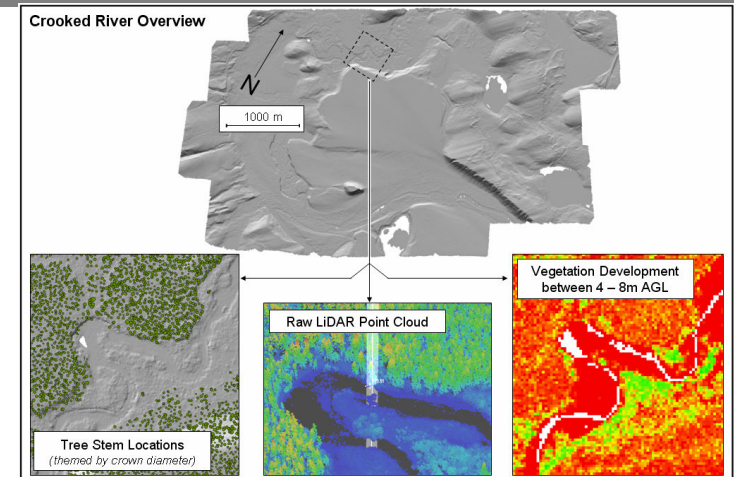 Crooked River Overview
N
1000 m
Vegetation Development
between 4 – 8m AGL
Raw LiDAR Point Cloud
Tree Stem Locations
(themed by crown diameter)